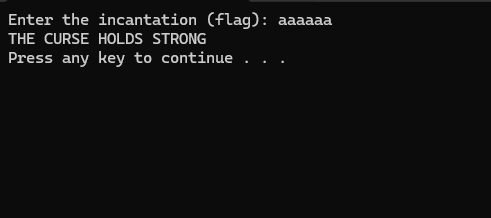 Enter the incantation (flag): aaaaaa
THE CURSE HOLDS STRONG
Press any key to continue . . .